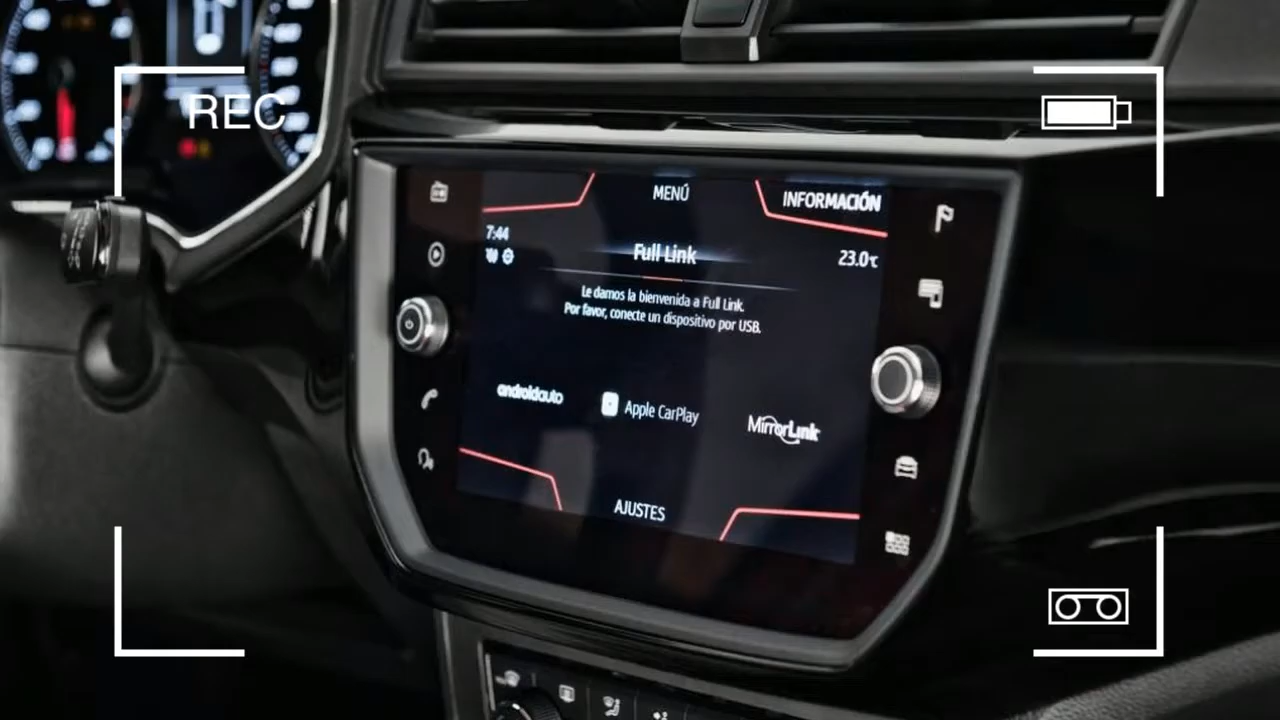 REC
MENÚ
INFORMACIÓN
7:44
Full Link
23.0℃
Le damos la bienvenida a Full Link.
Por favor, conecte un dispositivo por USB.
androidauto
Apple CarPlay
MirrorLink
AJUSTES